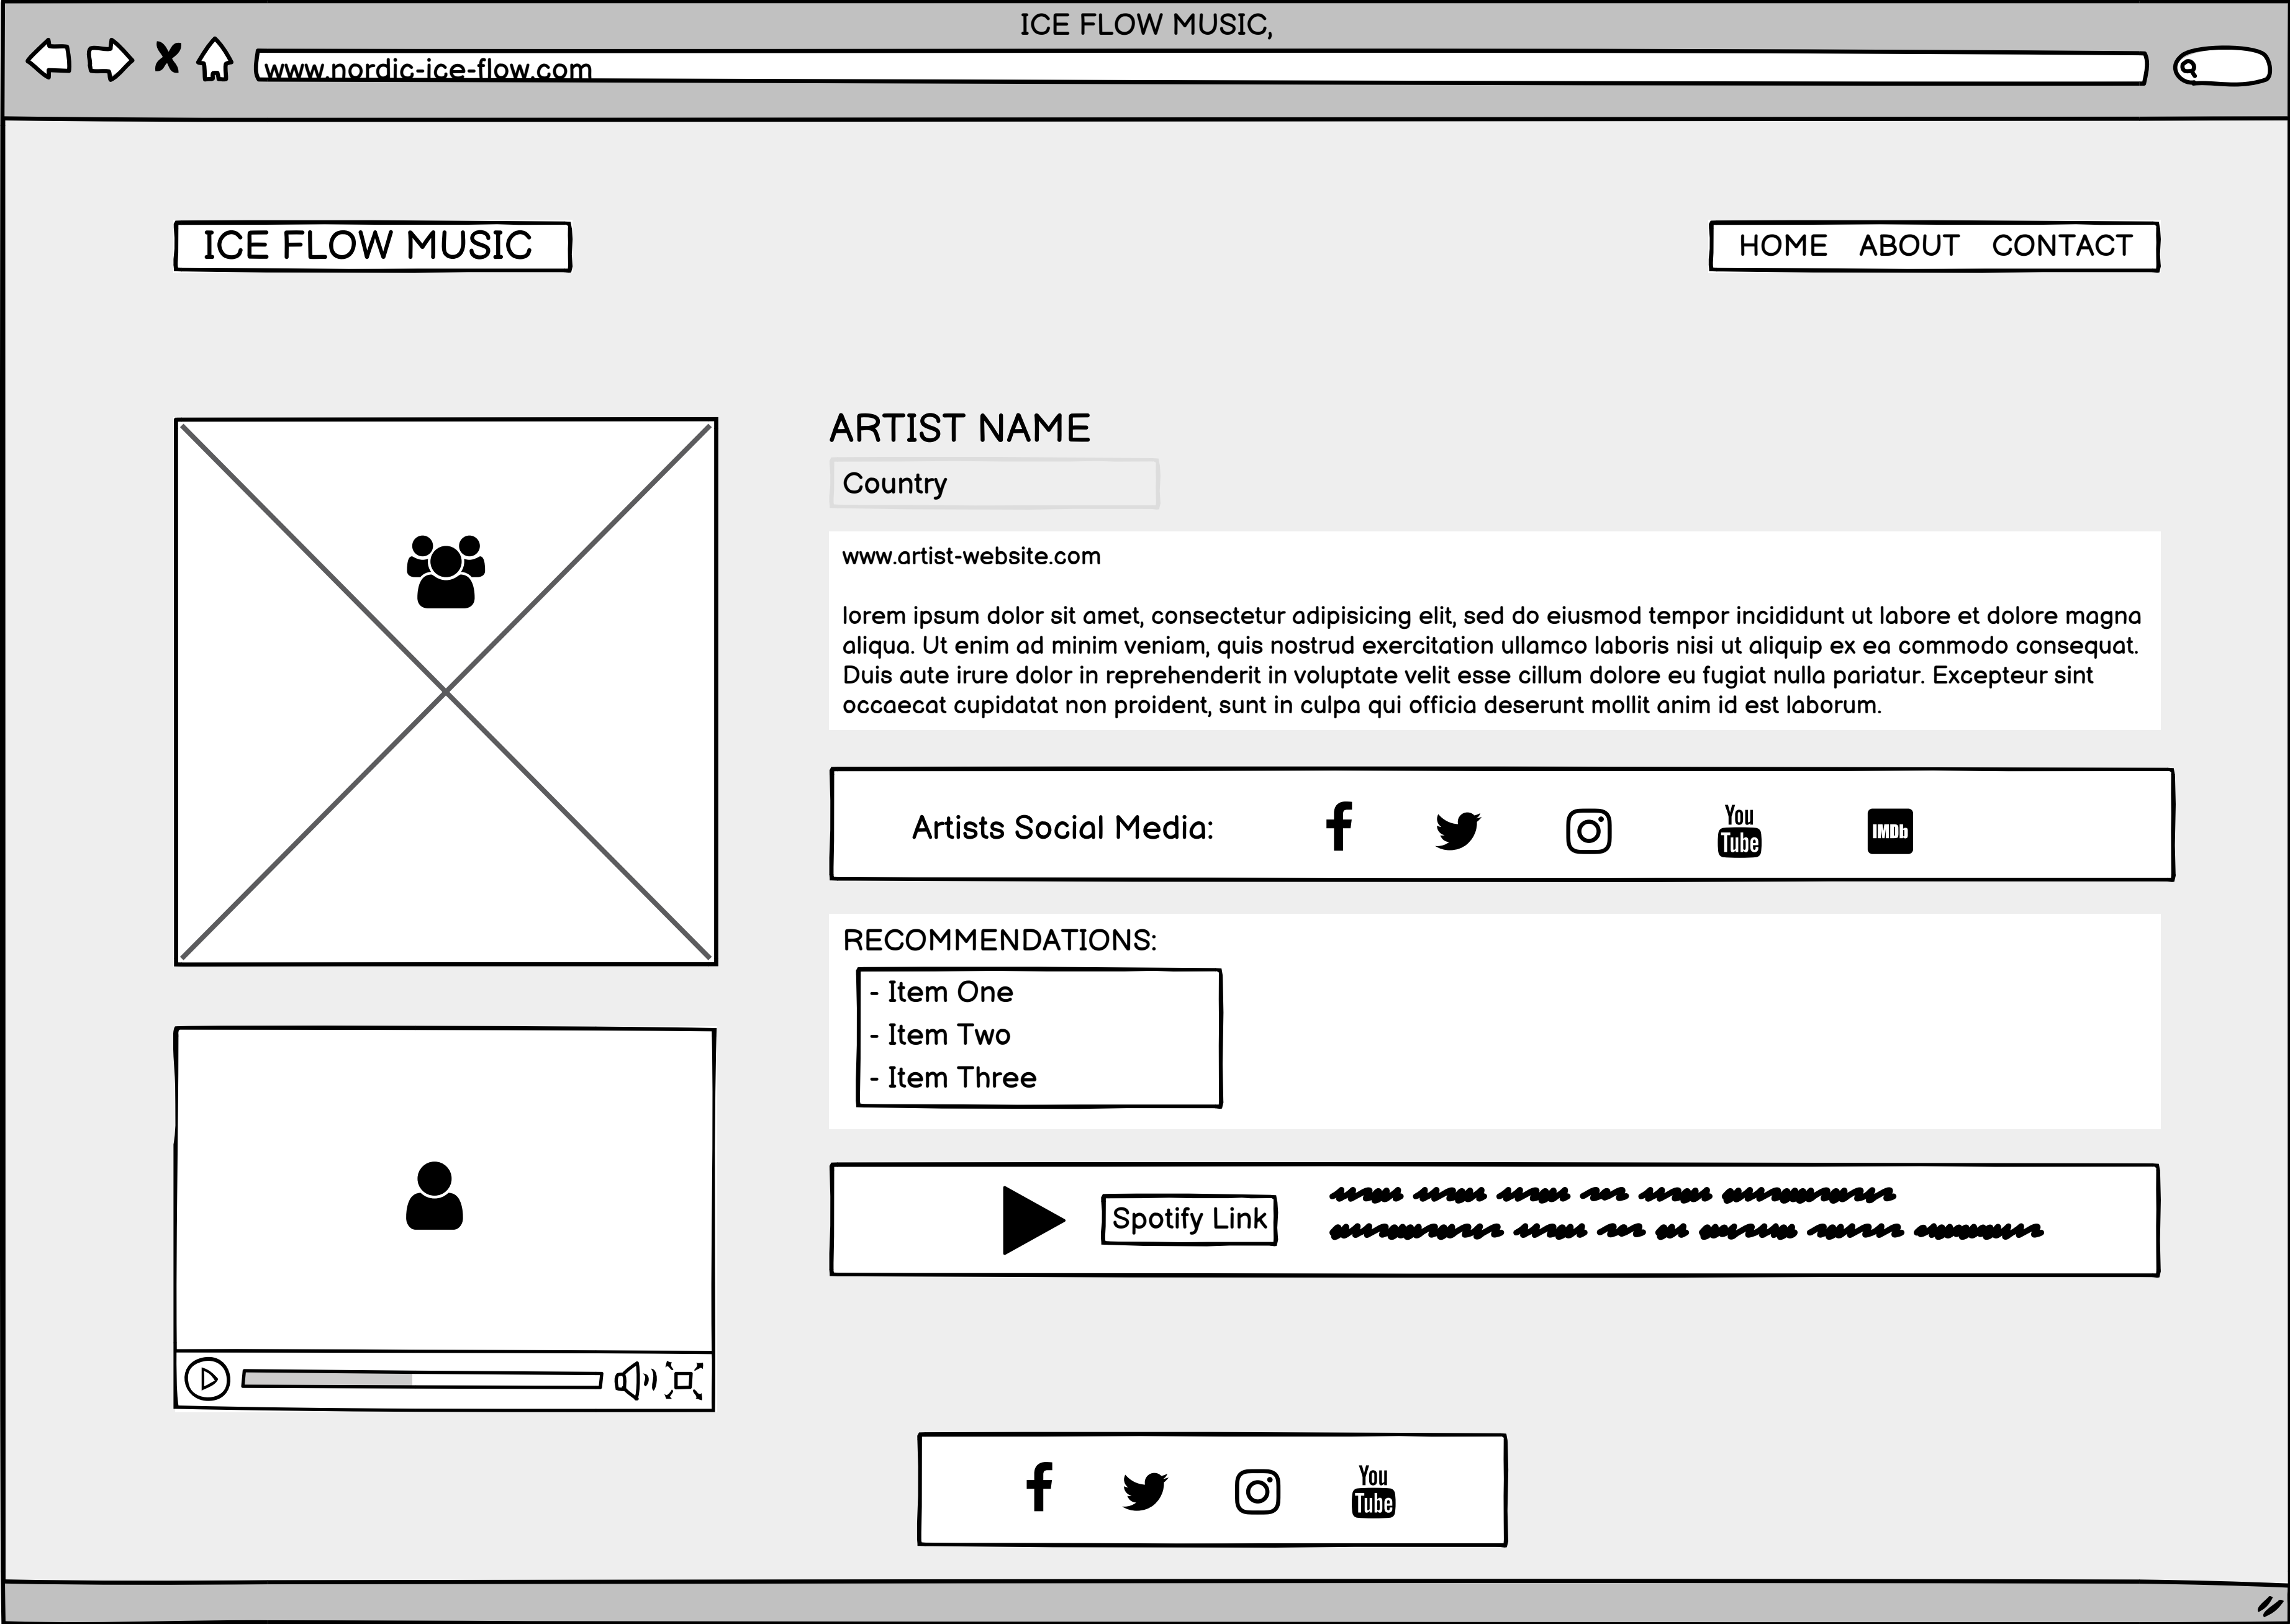 ICE FLOW MUSIC,
www.nordic-ice-flow.com
ICE FLOW MUSIC
HOME ABOUT CONTACT
ARTIST NAME
Country
www.artist-website.com
lorem ipsum dolor sit amet, consectetur adipisicing elit, sed do eiusmod tempor incididunt ut labore et dolore magna
aliqua. Ut enim ad minim veniam, quis nostrud exercitation ullamco laboris nisi ut aliquip ex ea commodo consequat.
Duis aute irure dolor in reprehenderit in voluptate velit esse cillum dolore eu fugiat nulla pariatur. Excepteur sint
occaecat cupidatat non proident, sunt in culpa qui officia deserunt mollit anim id est laborum.
Artists Social Media:
You
Tube
IMDb
RECOMMENDATIONS:
- Item One
- Item Two
- Item Three
Spotify Link
You
Tube